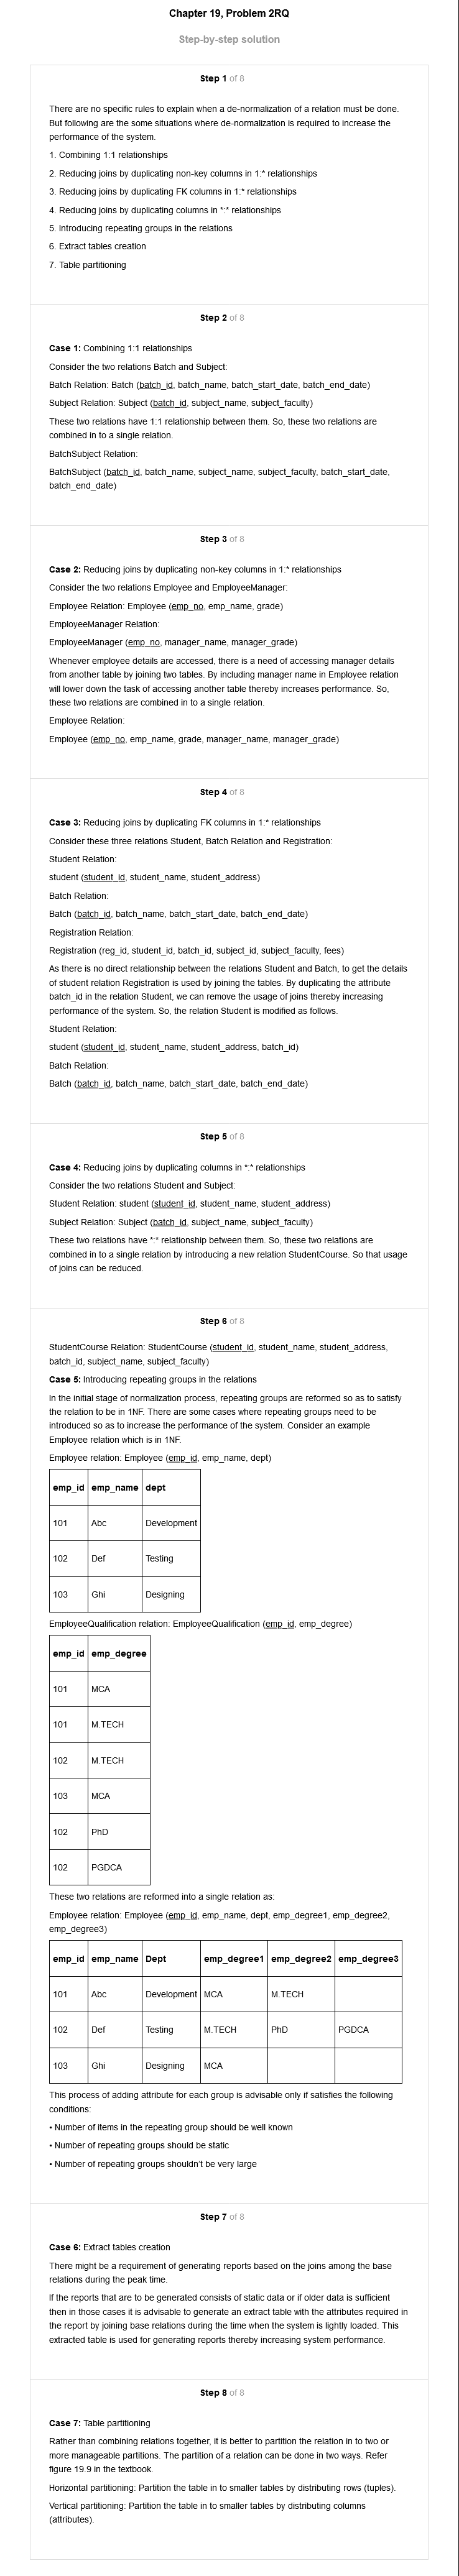 Chapter 19, Problem 2RQ
Step-by-step solution
Step 1 of 8
There are no specific rules to explain when a de-normalization of a relation must be done.
But following are the some situations where de-normalization is required to increase the
performance of the system.
1. Combining 1:1 relationships
2. Reducing joins by duplicating non-key columns in 1:* relationships
3. Reducing joins by duplicating FK columns in 1:* relationships
4. Reducing joins by duplicating columns in *:* relationships
5. Introducing repeating groups in the relations
6. Extract tables creation
7. Table partitioning
Step 2 of 8
Case 1: Combining 1:1 relationships
Consider the two relations Batch and Subject:
Batch Relation: Batch (batch_id, batch_name, batch_start_date, batch_end_date)
Subject Relation: Subject (batch_id, subject_name, subject_faculty)
These two relations have 1:1 relationship between them. So, these two relations are
combined in to a single relation.
BatchSubject Relation:
BatchSubject (batch_id, batch_name, subject_name, subject_faculty, batch_start_date,
batch_end_date)
Step 3 of 8
Case 2: Reducing joins by duplicating non-key columns in 1:* relationships
Consider the two relations Employee and EmployeeManager:
Employee Relation: Employee (emp_no, emp_name, grade)
EmployeeManager Relation:
EmployeeManager (emp_no, manager_name, manager_grade)
Whenever employee details are accessed, there is a need of accessing manager details
from another table by joining two tables. By including manager name in Employee relation
will lower down the task of accessing another table thereby increases performance. So,
these two relations are combined in to a single relation.
Employee Relation:
Employee (emp_no, emp_name, grade, manager_name, manager_grade)
Step 4 of 8
Case 3: Reducing joins by duplicating FK columns in 1:* relationships
Consider these three relations Student, Batch Relation and Registration:
Student Relation:
student (student_id, student_name, student_address)
Batch Relation:
Batch (batch_id, batch_name, batch_start_date, batch_end_date)
Registration Relation:
Registration (reg_id, student_id, batch_id, subject_id, subject_faculty, fees)
As there is no direct relationship between the relations Student and Batch, to get the details
of student relation Registration is used by joining the tables. By duplicating the attribute
batch_id in the relation Student, we can remove the usage of joins thereby increasing
performance of the system. So, the relation Student is modified as follows.
Student Relation:
student (student_id, student_name, student_address, batch_id)
Batch Relation:
Batch (batch_id, batch_name, batch_start_date, batch_end_date)
Step 5 of 8
Case 4: Reducing joins by duplicating columns in *:* relationships
Consider the two relations Student and Subject:
Student Relation: student (student_id, student_name, student_address)
Subject Relation: Subject (batch_id, subject_name, subject_faculty)
These two relations have *:* relationship between them. So, these two relations are
combined in to a single relation by introducing a new relation StudentCourse. So that usage
of joins can be reduced.
Step 6 of 8
StudentCourse Relation: StudentCourse (student_id, student_name, student_address,
batch_id, subject_name, subject_faculty)
Case 5: Introducing repeating groups in the relations
In the initial stage of normalization process, repeating groups are reformed so as to satisfy
the relation to be in 1NF. There are some cases where repeating groups need to be
introduced so as to increase the performance of the system. Consider an example
Employee relation which is in 1NF.
Employee relation: Employee (emp_id, emp_name, dept)
emp_id emp_name dept
101 Abc Development
102 Def Testing
103 Ghi Designing
EmployeeQualification relation: EmployeeQualification (emp_id, emp_degree)
emp_id emp_degree
101 MCA
101 M.TECH
102 M.TECH
103 MCA
102 PhD
102 PGDCA
These two relations are reformed into a single relation as:
Employee relation: Employee (emp_id, emp_name, dept, emp_degree1, emp_degree2,
emp_degree3)
emp_id emp_name Dept emp_degree1 emp_degree2 emp_degree3
101 Abc Development MCA M.TECH
102 Def Testing M.TECH PhD PGDCA
103 Ghi Designing MCA
This process of adding attribute for each group is advisable only if satisfies the following
conditions:
• Number of items in the repeating group should be well known
• Number of repeating groups should be static
• Number of repeating groups shouldn't be very large
Step 7 of 8
Case 6: Extract tables creation
There might be a requirement of generating reports based on the joins among the base
relations during the peak time.
If the reports that are to be generated consists of static data or if older data is sufficient
then in those cases it is advisable to generate an extract table with the attributes required in
the report by joining base relations during the time when the system is lightly loaded. This
extracted table is used for generating reports thereby increasing system performance.
Step 8 of 8
Case 7: Table partitioning
Rather than combining relations together, it is better to partition the relation in to two or
more manageable partitions. The partition of a relation can be done in two ways. Refer
figure 19.9 in the textbook.
Horizontal partitioning: Partition the table in to smaller tables by distributing rows (tuples).
Vertical partitioning: Partition the table in to smaller tables by distributing columns
(attributes).